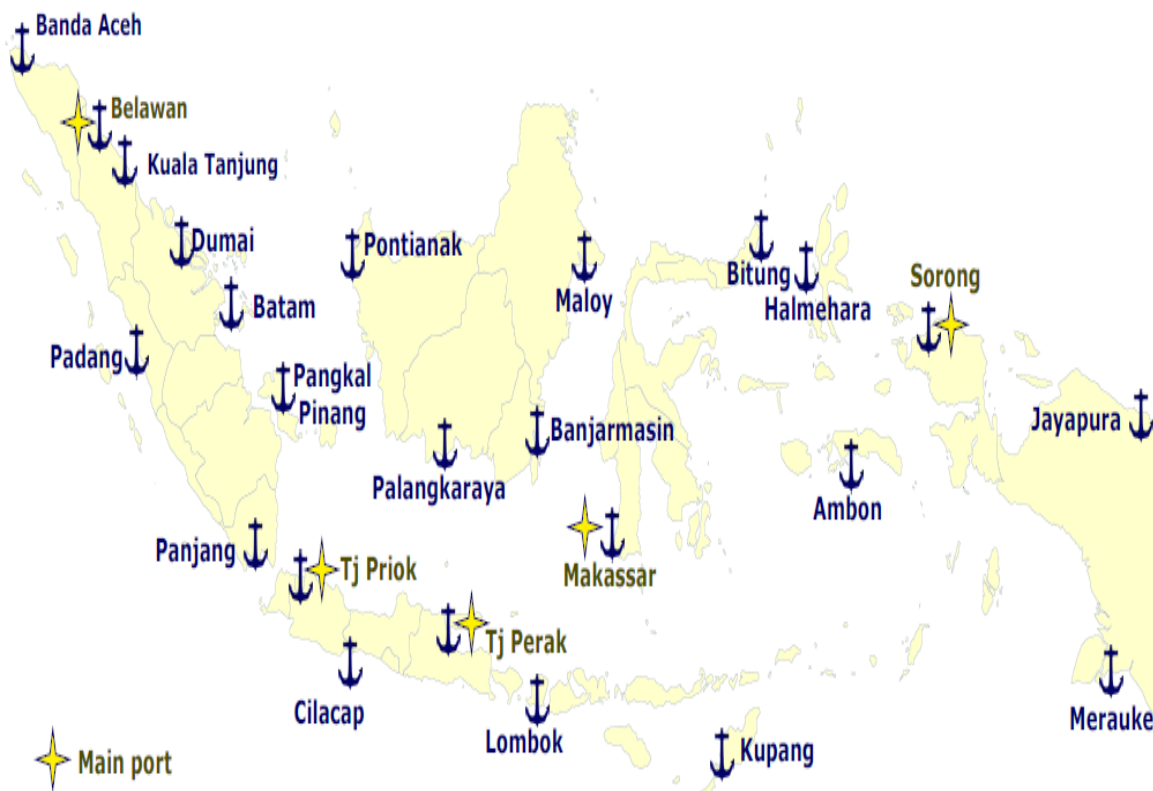 Banda Aceh
Belawan
Kuala Tanjung
Dumai
Pontianak
Batam
Maloy
Bitung
Halmehara
Sorong
Padang
Pangkal
Pinang
Jayapura
Banjarmasin
Palangkaraya
Ambon
Panjang
Tj Priok
Makassar
Tj Perak
Cilacap
Lombok
Merauke
Kupang
Main port